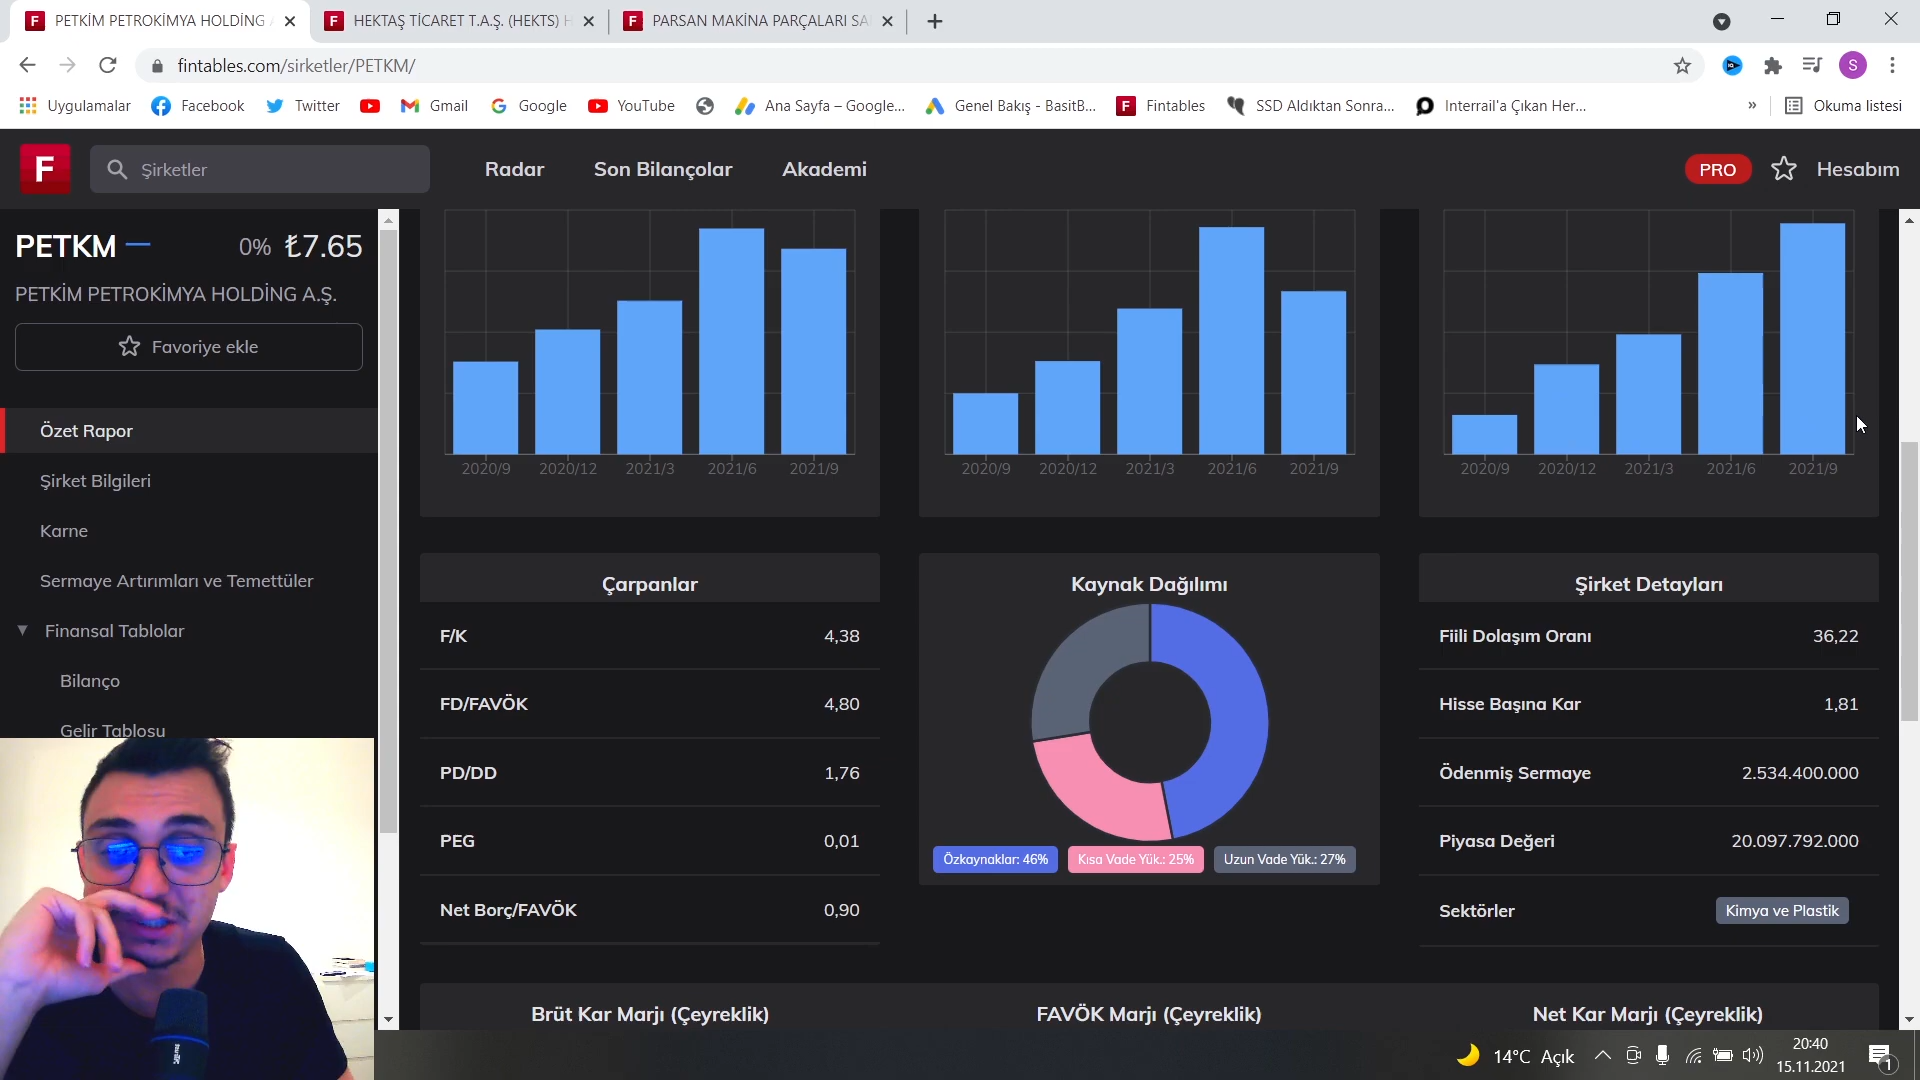 PETKİM PETROKİMYA HOLDİNG
HEKTAŞ TİCARET T.A.Ş. (HEKTS) H
PARSAN MAKİNA PARÇALARI SA
fintables.com/sirketler/PETKM/
S
Uygulamalar
Facebook
Twitter
Gmail
Google
YouTube
Ana Sayfa – Google...
Genel Bakış - BasitB...
Fintables
SSD Aldıktan Sonra...
Interrail'a Çıkan Her...
»
Okuma listesi
F
Şirketler
Radar
Son Bilançolar
Akademi
PRO
Hesabım
PETKM
0% ₺7.65
PETKİM PETROKİMYA HOLDİNG A.Ş.
Favoriye ekle
Özet Rapor
Şirket Bilgileri
Karne
Sermaye Artırımları ve Temettüler
Finansal Tablolar
Bilanço
Gelir Tablosu
2020/9 2020/12 2021/3 2021/6 2021/9
2020/9 2020/12 2021/3 2021/6 2021/9
2020/9 2020/12 2021/3 2021/6 2021/9
Çarpanlar
F/K 4,38
FD/FAVÖK 4,80
PD/DD 1,76
PEG 0,01
Net Borç/FAVÖK 0,90
Kaynak Dağılımı
Özkaynaklar: 46%
Kısa Vade Yük.: 25%
Uzun Vade Yük.: 27%
Şirket Detayları
Fiili Dolaşım Oranı 36,22
Hisse Başına Kar 1,81
Ödenmiş Sermaye 2.534.400.000
Piyasa Değeri 20.097.792.000
Sektörler Kimya ve Plastik
Brüt Kar Marjı (Çeyreklik)
FAVÖK Marjı (Çeyreklik)
Net Kar Marjı (Çeyreklik)
14°C Açık
20:40
15.11.2021
1